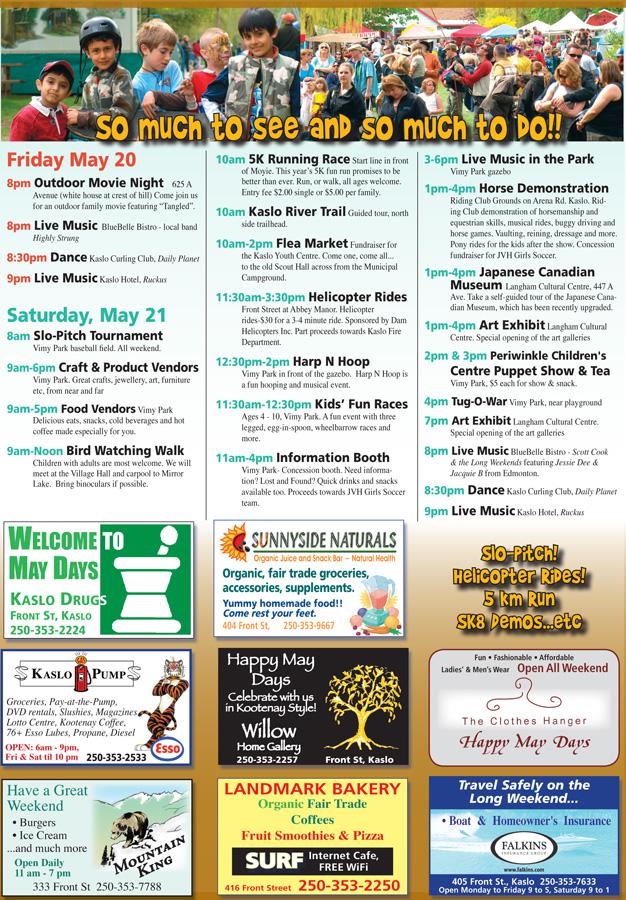 So much to see and so much to do!!
Friday May 20
8pm Outdoor Movie Night 625 A
Avenue (white house at crest of hill) Come join us
for an outdoor family movie featuring “Tangled”.
8pm Live Music BlueBelle Bistro - local band
Highly Strung
8:30pm Dance Kaslo Curling Club, Daily Planet
9pm Live Music Kaslo Hotel, Ruckus
Saturday, May 21
8am Slo-Pitch Tournament
Vimy Park baseball field. All weekend.
9am-6pm Craft & Product Vendors
Vimy Park. Great crafts, jewellery, art, furniture
etc, from near and far
9am-5pm Food Vendors Vimy Park
Delicious eats, snacks, cold beverages and hot
coffee made especially for you.
9am-Noon Bird Watching Walk
Children with adults are most welcome. We will
meet at the Village Hall and carpool to Mirror
Lake. Bring binoculars if possible.
10am 5K Running Race Start line in front
of Moyie. This year's 5K fun run promises to be
better than ever. Run, or walk, all ages welcome.
Entry fee $2.00 single or $5.00 per family.
10am Kaslo River Trail Guided tour, north
side trailhead.
10am-2pm Flea Market Fundraiser for
the Kaslo Youth Centre. Come one, come all...
to the old Scout Hall across from the Municipal
Campground.
11:30am-3:30pm Helicopter Rides
Front Street at Abbey Manor. Helicopter
rides-$30 for a 3-4 minute ride. Sponsored by Dam
Helicopters Inc. Part proceeds towards Kaslo Fire
Department.
12:30pm-2pm Harp N Hoop
Vimy Park in front of the gazebo. Harp N Hoop is
a fun hooping and musical event.
11:30am-12:30pm Kids' Fun Races
Ages 4 - 10, Vimy Park. A fun event with three
legged, egg-in-spoon, wheelbarrow races and
more.
11am-4pm Information Booth
Vimy Park- Concession booth. Need informa-
tion? Lost and Found? Quick drinks and snacks
available too. Proceeds towards JVH Girls Soccer
team.
3-6pm Live Music in the Park
Vimy Park gazebo
1pm-4pm Horse Demonstration
Riding Club Grounds on Arena Rd. Kaslo. Rid-
ing Club demonstration of horsemanship and
equestrian skills, musical rides, buggy driving and
horse games. Vaulting, reining, dressage and more.
Pony rides for the kids after the show. Concession
fundraiser for JVH Girls Soccer.
1pm-4pm Japanese Canadian
Museum Langham Cultural Centre, 447 A
Ave. Take a self-guided tour of the Japanese Cana-
dian Museum, which has been recently upgraded.
1pm-4pm Art Exhibit Langham Cultural
Centre. Special opening of the art galleries
2pm & 3pm Periwinkle Children's
Centre Puppet Show & Tea
Vimy Park, $5 each for show & snack.
4pm Tug-O-War Vimy Park, near playground
7pm Art Exhibit Langham Cultural Centre.
Special opening of the art galleries
8pm Live Music BlueBelle Bistro - Scott Cook
& the Long Weekends featuring Jessie Dee &
Jacquie B from Edmonton.
8:30pm Dance Kaslo Curling Club, Daily Planet
9pm Live Music Kaslo Hotel, Ruckus
Welcome to
May Days
Kaslo Drugs
Front St, Kaslo
250-353-2224
Sunnyside Naturals
Organic Juice and Snack Bar ~ Natural Health
Organic, fair trade groceries,
accessories, supplements.
Yummy homemade food!!
Come rest your feet.
404 Front St, 250-353-9667
Slo-Pitch!
Helicopter Rides!
5 km Run
SK8 Demos...etc
Kaslo Pump
Groceries, Pay-at-the-Pump,
DVD rentals, Slushies, Magazines
Lotto Centre, Kootenay Coffee,
76+ Esso Lubes, Propane, Diesel
OPEN: 6am - 9pm,
Fri & Sat til 10 pm 250-353-2533
Esso
Happy May
Days
Celebrate with us
in Kootenay Style!
Willow
Home Gallery
250-353-2257 Front St, Kaslo
Fun • Fashionable • Affordable
Ladies' & Men's Wear Open All Weekend
The Clothes Hanger
Happy May Days
Have a Great
Weekend
• Burgers
• Ice Cream
...and much more
Open Daily
11 am - 7 pm
Mountain King
333 Front St 250-353-7788
LANDMARK BAKERY
Organic Fair Trade
Coffees
Fruit Smoothies & Pizza
SURF Internet Cafe,
FREE WiFi
416 Front Street 250-353-2250
Travel Safely on the
Long Weekend...
• Boat & Homeowner's Insurance
FALKINS
INSURANCE GROUP
www.falkins.com
405 Front St., Kaslo 250-353-7633
Open Monday to Friday 9 to 5, Saturday 9 to 1